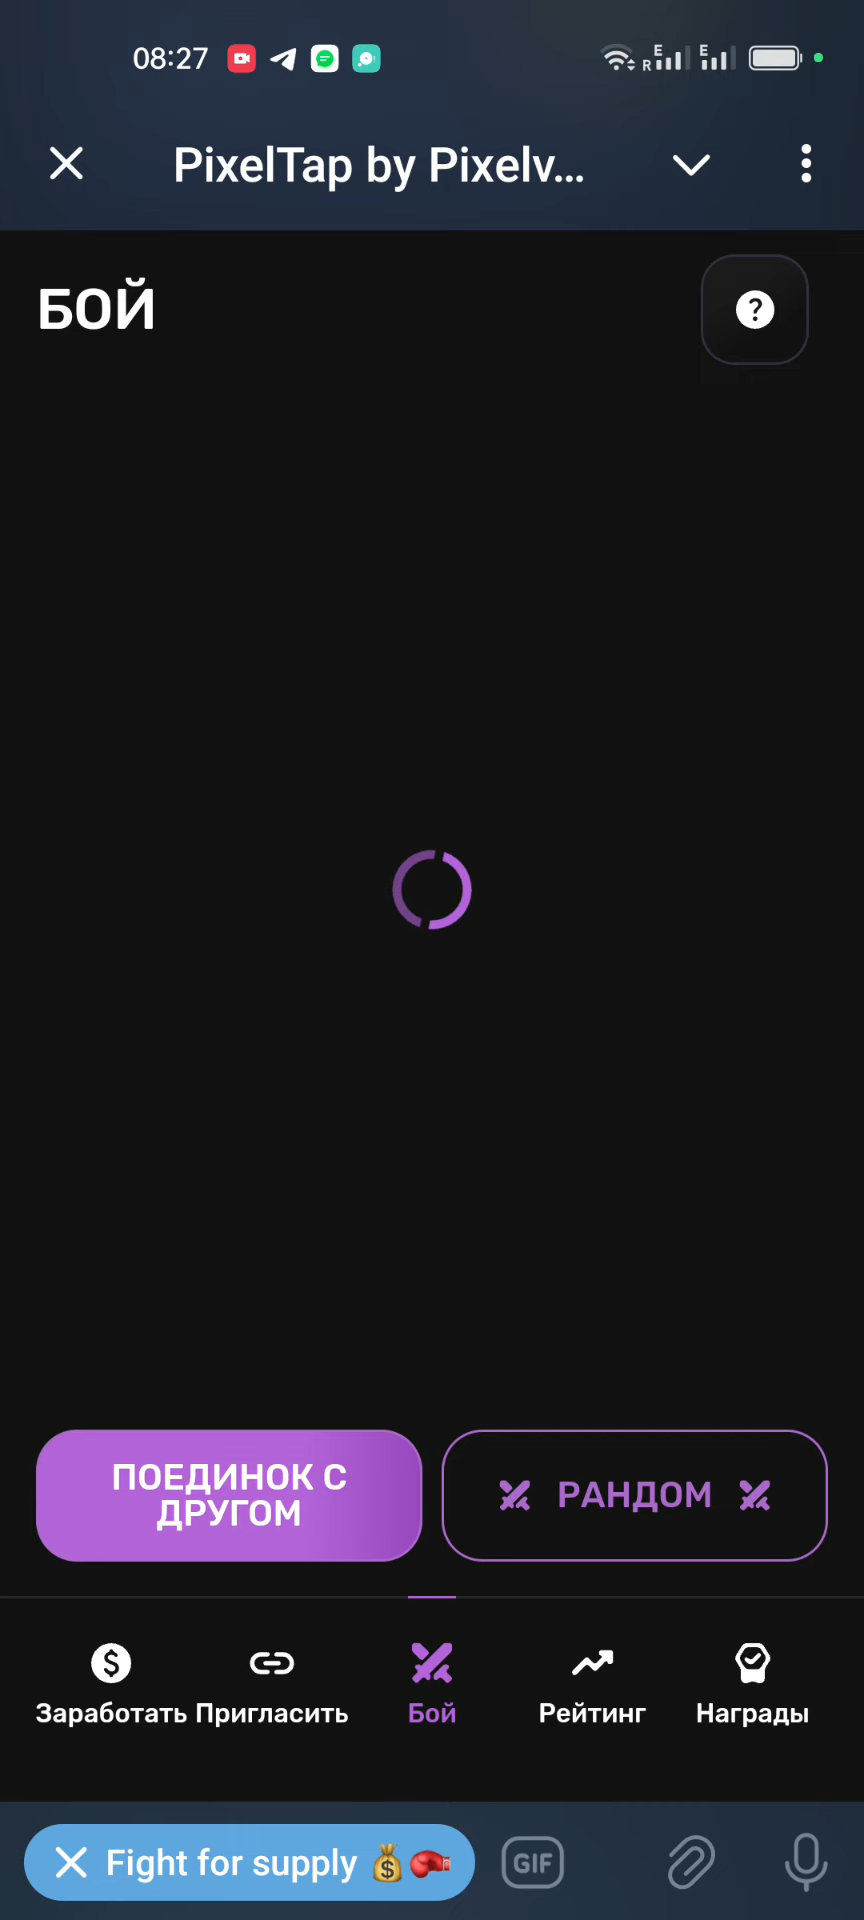 08:27
R E E
PixelTap by Pixelv...
БОЙ
?
ПОЕДИНОК С
ДРУГОМ
РАНДОМ
$
Заработать Пригласить Бой Рейтинг Награды
Fight for supply 💰🥊
GIF